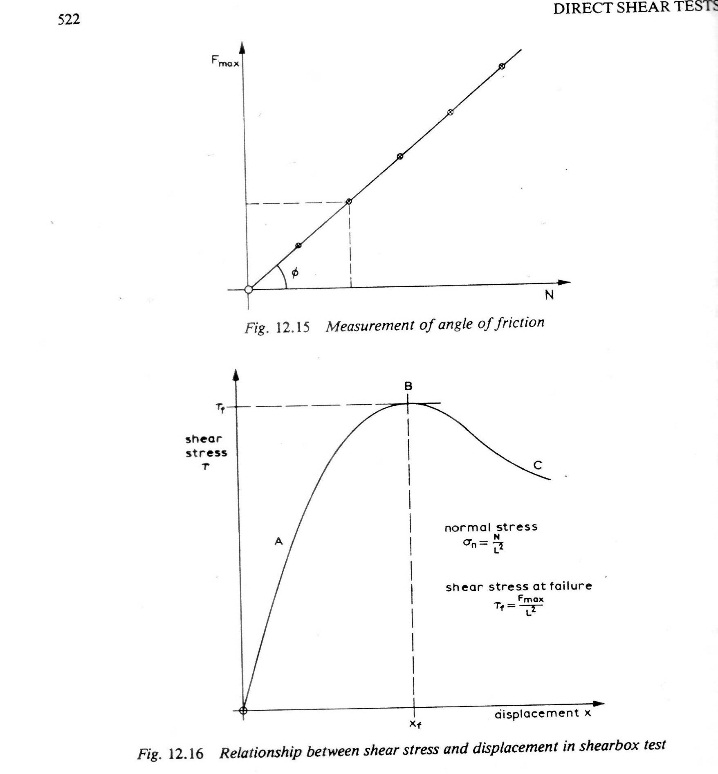 522
DIRECT SHEAR TESTS
Fmax
φ
N
Fig. 12.15 Measurement of angle of friction
B
τf
shear
stress
τ
C
A
normal stress
σn = N/L²
shear stress at failure
τf = Fmax/L²
displacement x
xf
Fig. 12.16 Relationship between shear stress and displacement in shearbox test